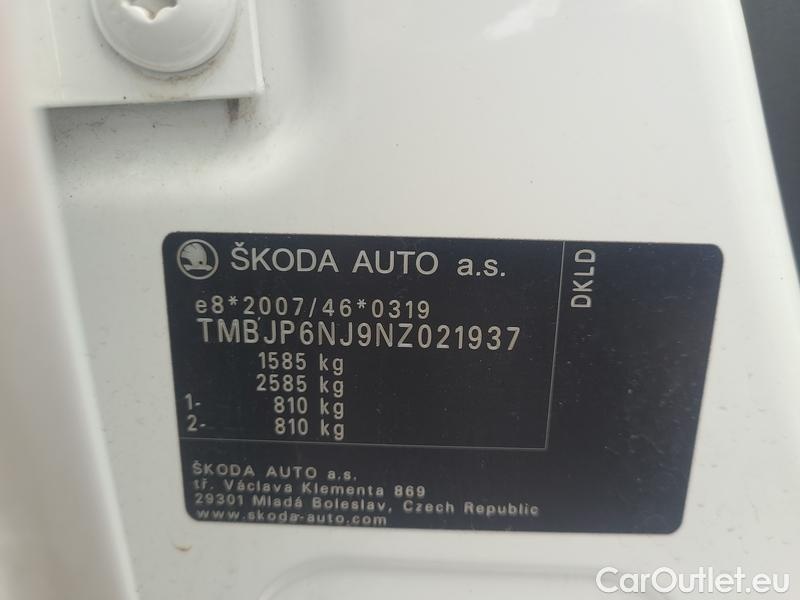 ŠKODA AUTO a.s.
DKLD
e8*2007/46*0319
TMBJP6NJ9NZ021937
1585 kg
2585 kg
1- 810 kg
2- 810 kg
ŠKODA AUTO a.s.
tř. Václava Klementa 869
29301 Mladá Boleslav, Czech Republic
www.skoda-auto.com
CarOutlet.eu